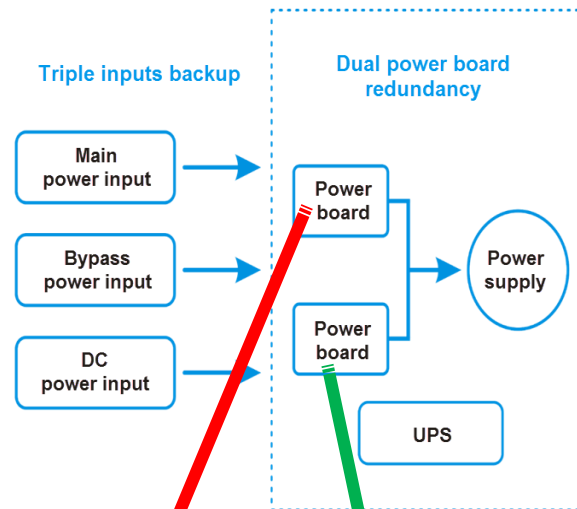 Triple inputs backup
Dual power board
redundancy
Main
power input
Bypass
power input
DC
power input
Power
board
Power
board
Power
supply
UPS